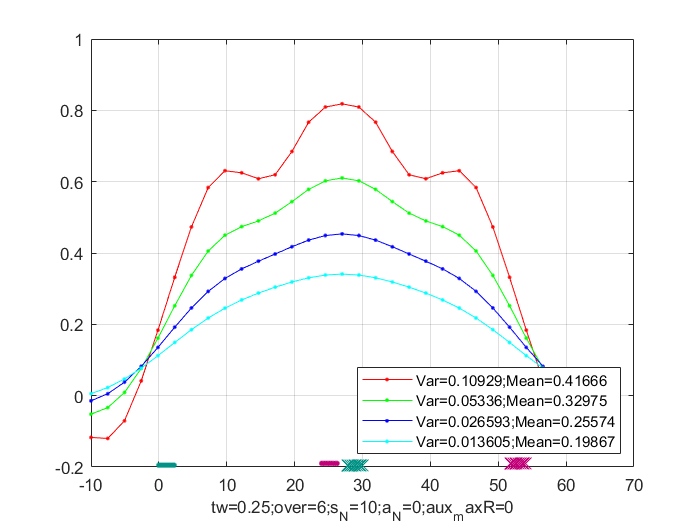 1
0.8
0.6
0.4
0.2
0
-0.2
-10 0 10 20 30 40 50 60 70
Var=0.10929;Mean=0.41666
Var=0.05336;Mean=0.32975
Var=0.026593;Mean=0.25574
Var=0.013605;Mean=0.19867
tw=0.25;over=6;s_N=10;a_N=0;aux_maxR=0